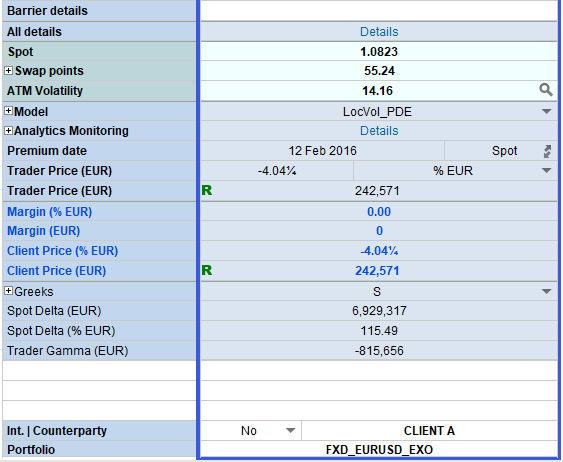 Barrier details
All details Details
Spot 1.0823
Swap points 55.24
ATM Volatility 14.16
Model LocVol_PDE
Analytics Monitoring Details
Premium date 12 Feb 2016 Spot
Trader Price (EUR) -4.04¼ % EUR
Trader Price (EUR) R 242,571
Margin (% EUR) 0.00
Margin (EUR) 0
Client Price (% EUR) -4.04¼
Client Price (EUR) R 242,571
Greeks S
Spot Delta (EUR) 6,929,317
Spot Delta (% EUR) 115.49
Trader Gamma (EUR) -815,656
Int. | Counterparty No CLIENT A
Portfolio FXD_EURUSD_EXO